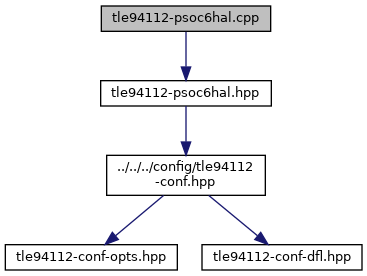 tle94112-psoc6hal.cpp
tle94112-psoc6hal.hpp
../../../config/tle94112
-conf.hpp
tle94112-conf-opts.hpp
tle94112-conf-dfl.hpp